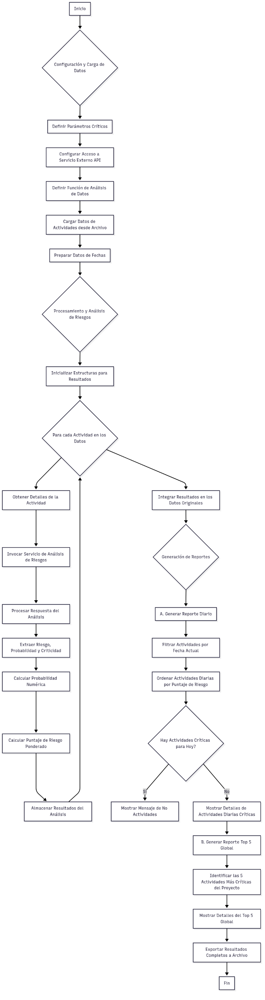 Inicio
Configuración y Carga de
Datos
Definir Parámetros Críticos
Configurar Acceso a
Servicio Externo API
Definir Función de Análisis
de Datos
Cargar Datos de
Actividades desde Archivo
Preparar Datos de Fechas
Procesamiento y Análisis
de Riesgos
Inicializar Estructuras para
Resultados
Para cada Actividad en los
Datos
Obtener Detalles de la
Actividad
Invocar Servicio de Análisis
de Riesgos
Procesar Respuesta del
Análisis
Extraer Riesgo,
Probabilidad y Criticidad
Calcular Probabilidad
Numérica
Calcular Puntaje de Riesgo
Ponderado
Almacenar Resultados del
Análisis
Integrar Resultados en los
Datos Originales
Generación de Reportes
A. Generar Reporte Diario
Filtrar Actividades por
Fecha Actual
Ordenar Actividades Diarias
por Puntaje de Riesgo
Hay Actividades Críticas
para Hoy?
Sí
No
Mostrar Mensaje de No
Actividades
Mostrar Detalles de
Actividades Diarias Críticas
B. Generar Reporte Top 5
Global
Identificar las 5
Actividades Más Críticas
del Proyecto
Mostrar Detalles del Top 5
Global
Exportar Resultados
Completos a Archivo
Fin